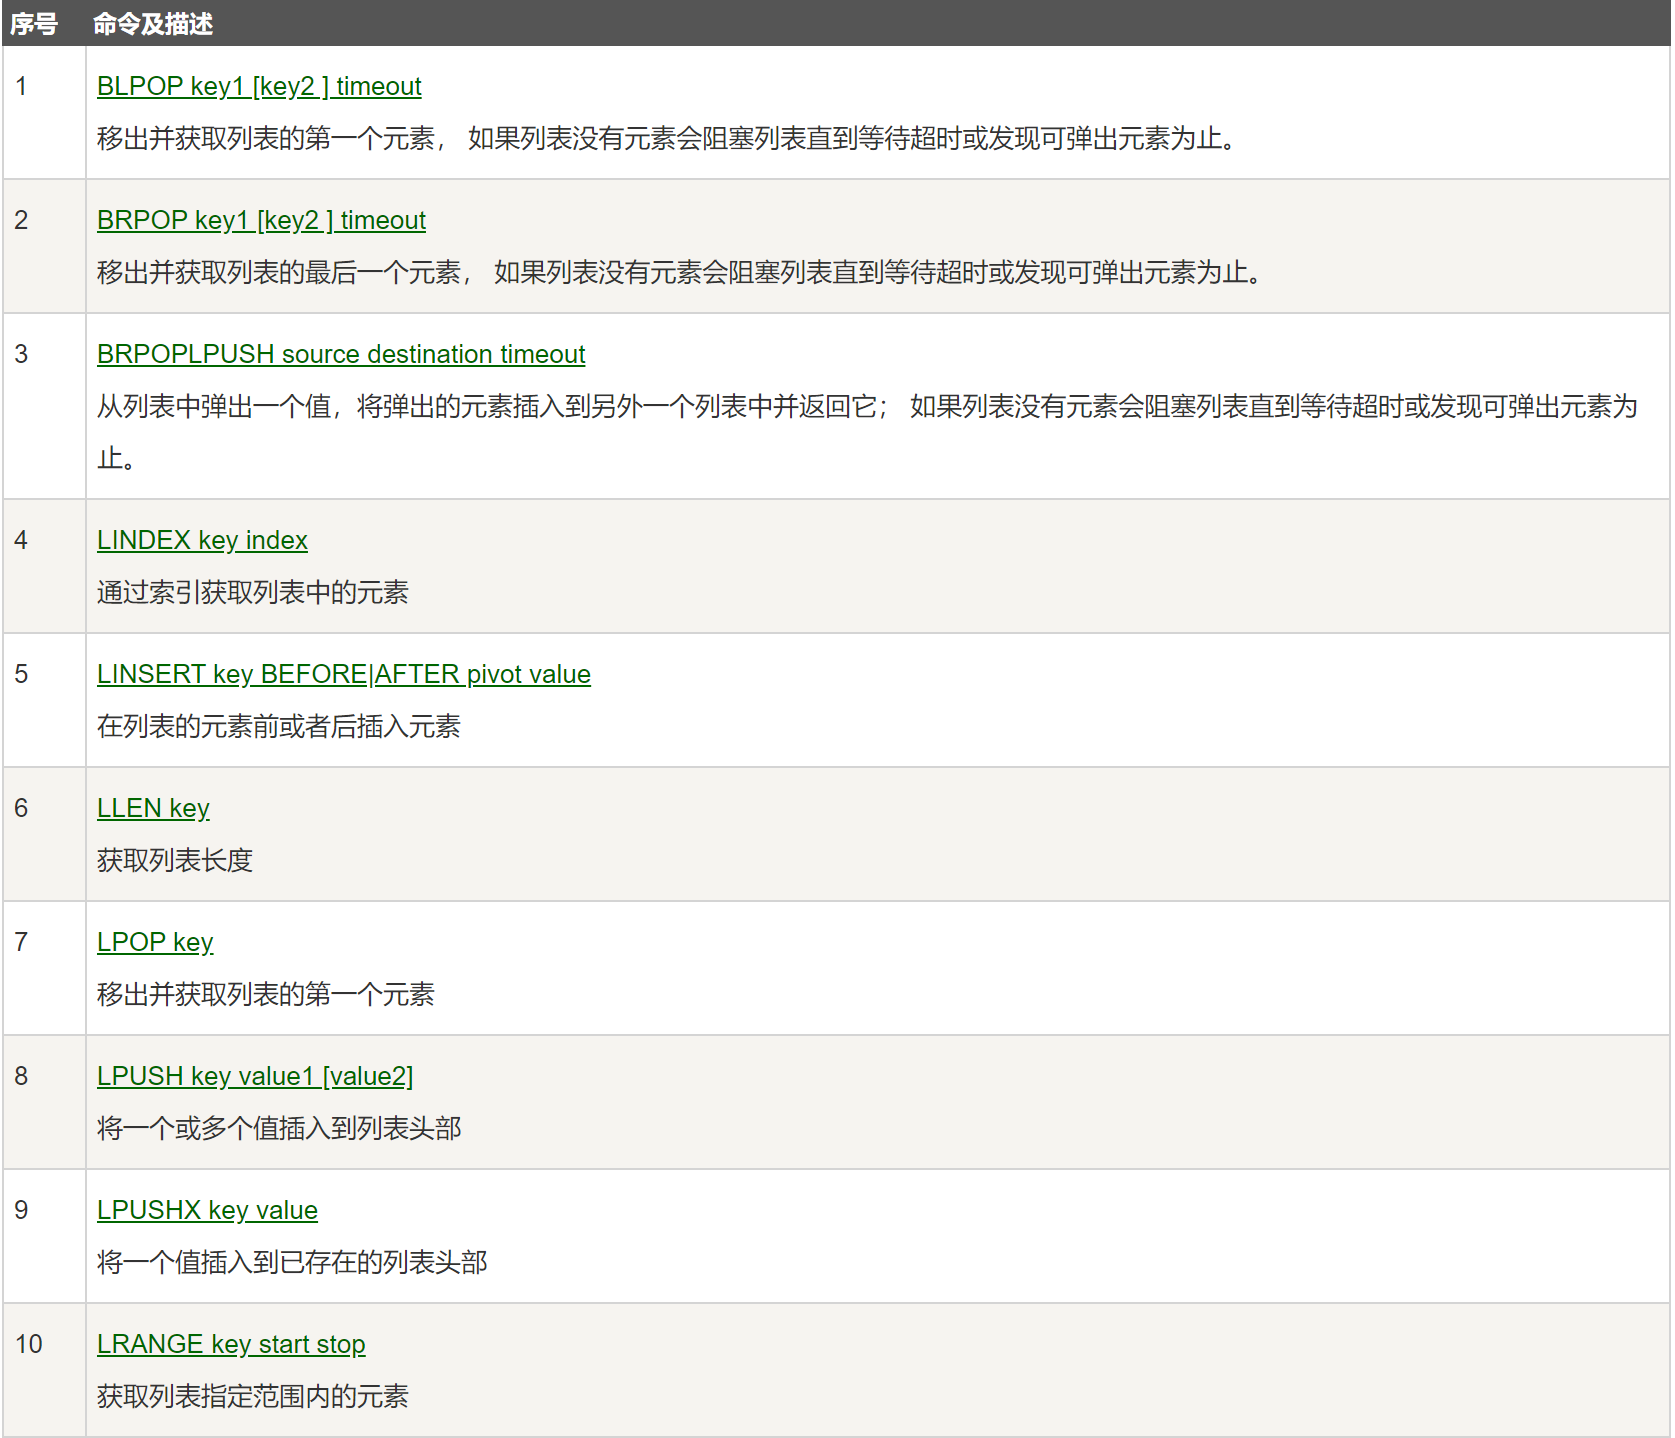 序号 命令及描述
1 BLPOP key1 [key2 ] timeout
移出并获取列表的第一个元素， 如果列表没有元素会阻塞列表直到等待超时或发现可弹出元素为止。
2 BRPOP key1 [key2 ] timeout
移出并获取列表的最后一个元素， 如果列表没有元素会阻塞列表直到等待超时或发现可弹出元素为止。
3 BRPOPLPUSH source destination timeout
从列表中弹出一个值，将弹出的元素插入到另外一个列表中并返回它； 如果列表没有元素会阻塞列表直到等待超时或发现可弹出元素为
止。
4 LINDEX key index
通过索引获取列表中的元素
5 LINSERT key BEFORE|AFTER pivot value
在列表的元素前或者后插入元素
6 LLEN key
获取列表长度
7 LPOP key
移出并获取列表的第一个元素
8 LPUSH key value1 [value2]
将一个或多个值插入到列表头部
9 LPUSHX key value
将一个值插入到已存在的列表头部
10 LRANGE key start stop
获取列表指定范围内的元素